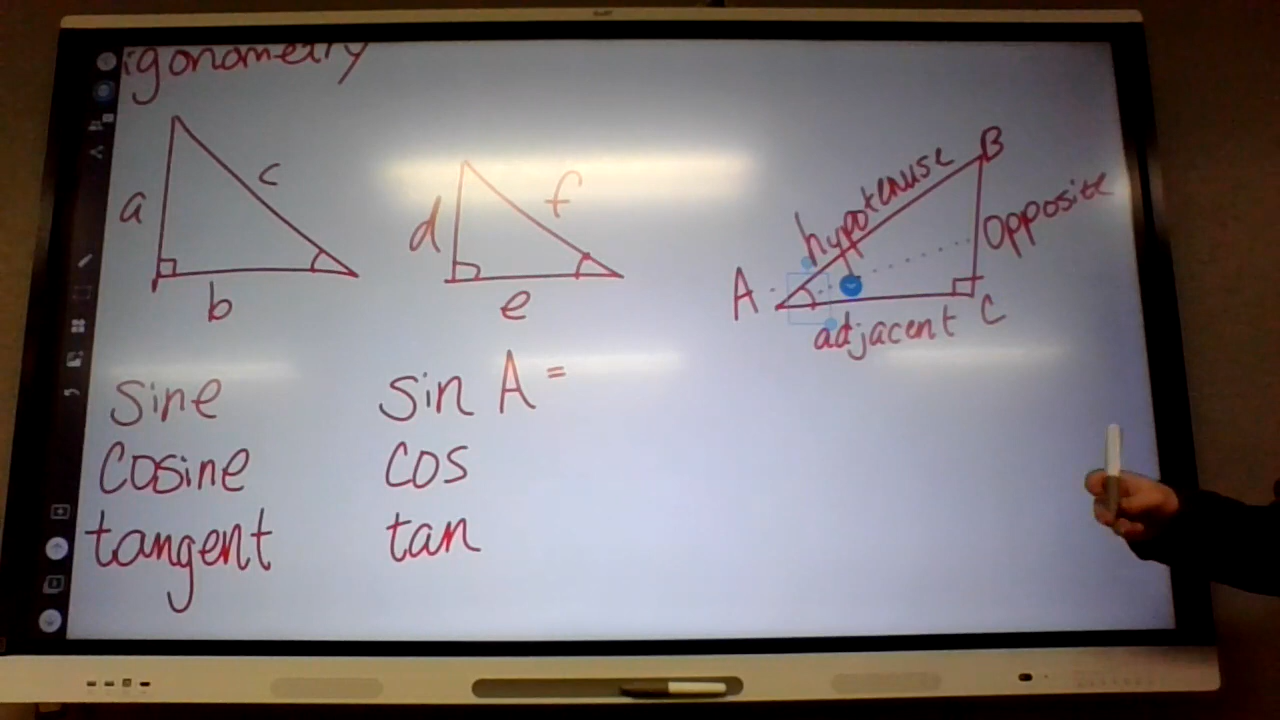 igonometry
a
c
b
d
f
e
A
B
C
hypotenuse
opposite
adjacent
sine
sin A =
cosine
cos
tangent
tan